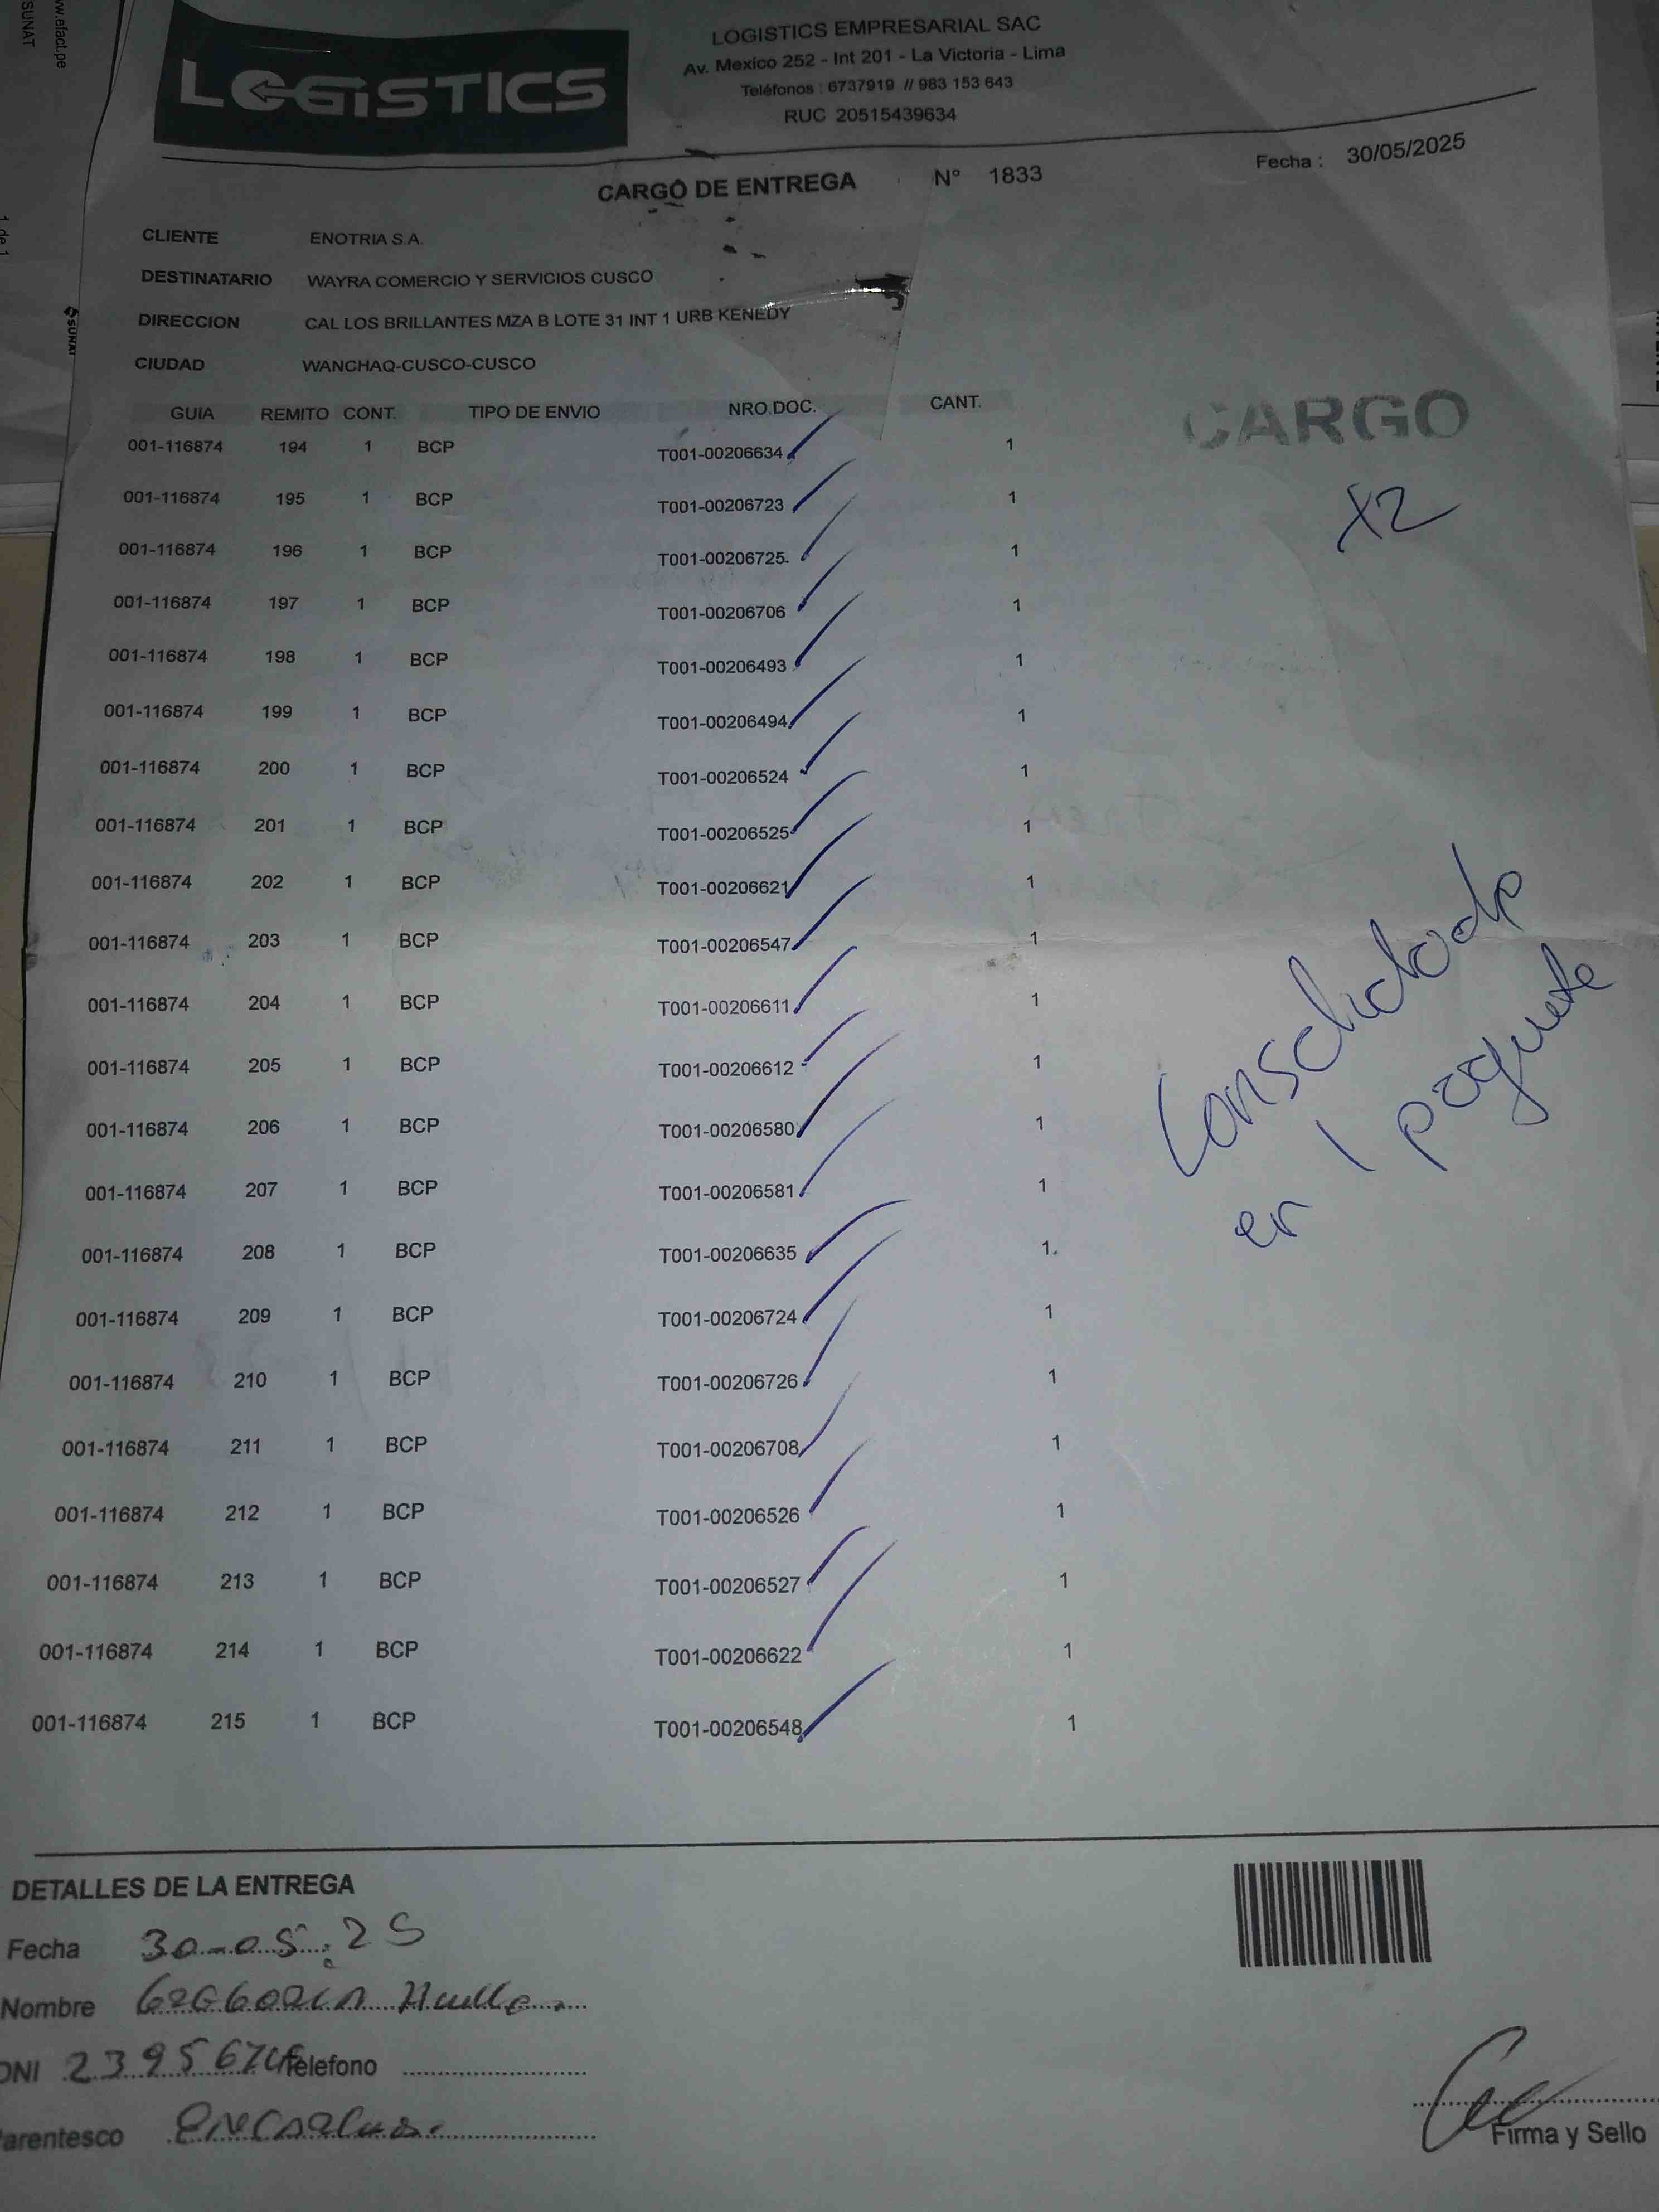 www.efact.pe
SUNAT
1 de 1
SUNAT
LOGISTICS
LOGISTICS EMPRESARIAL SAC
Av. Mexico 252 - Int 201 - La Victoria - Lima
Teléfonos : 6737919 // 983 153 643
RUC 20515439634
CARGO DE ENTREGA N° 1833 Fecha : 30/05/2025
CLIENTE ENOTRIA S.A.
DESTINATARIO WAYRA COMERCIO Y SERVICIOS CUSCO
DIRECCION CAL LOS BRILLANTES MZA B LOTE 31 INT 1 URB KENEDY
CIUDAD WANCHAQ-CUSCO-CUSCO
GUIA REMITO CONT. TIPO DE ENVIO NRO.DOC. CANT.
CARGO
001-116874 194 1 BCP T001-00206634 1
001-116874 195 1 BCP T001-00206723 1
X2
001-116874 196 1 BCP T001-00206725 1
001-116874 197 1 BCP T001-00206706 1
001-116874 198 1 BCP T001-00206493 1
001-116874 199 1 BCP T001-00206494 1
001-116874 200 1 BCP T001-00206524 1
001-116874 201 1 BCP T001-00206525 1
001-116874 202 1 BCP T001-00206621 1
001-116874 203 1 BCP T001-00206547 1
001-116874 204 1 BCP T001-00206611 1
001-116874 205 1 BCP T001-00206612 1
001-116874 206 1 BCP T001-00206580 1
001-116874 207 1 BCP T001-00206581 1
001-116874 208 1 BCP T001-00206635 1
001-116874 209 1 BCP T001-00206724 1
001-116874 210 1 BCP T001-00206726 1
001-116874 211 1 BCP T001-00206708 1
001-116874 212 1 BCP T001-00206526 1
001-116874 213 1 BCP T001-00206527 1
001-116874 214 1 BCP T001-00206622 1
001-116874 215 1 BCP T001-00206548 1
Consolidado
en 1 paquete
DETALLES DE LA ENTREGA
Fecha 30-05-25
Nombre
DNI Telefono
Parentesco
Firma y Sello